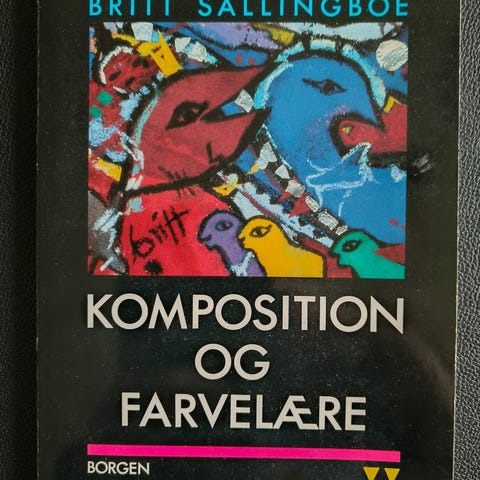 BRITT SALLINGBOE
britt
KOMPOSITION
OG
FARVELÆRE
BORGEN